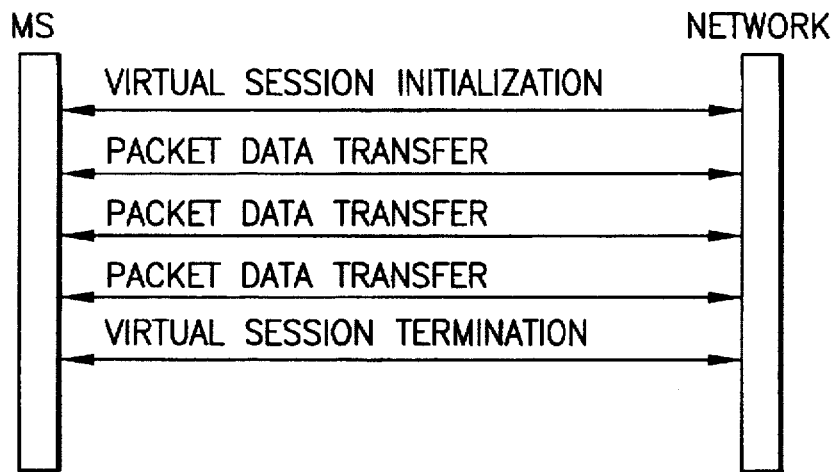 MS
NETWORK
VIRTUAL SESSION INITIALIZATION
PACKET DATA TRANSFER
PACKET DATA TRANSFER
PACKET DATA TRANSFER
VIRTUAL SESSION TERMINATION